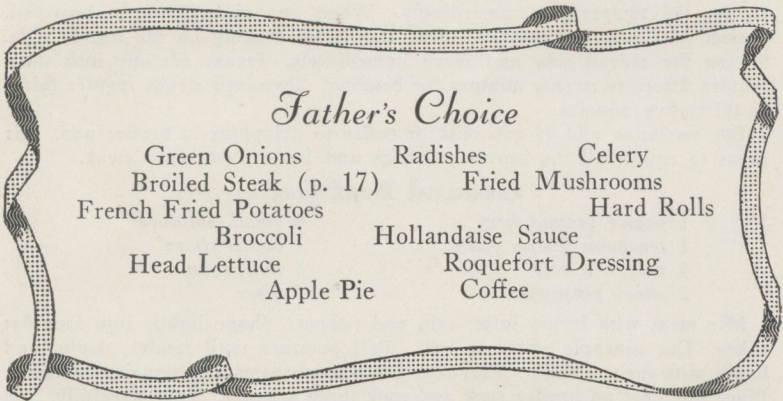 Father's Choice
Green Onions Radishes Celery
Broiled Steak (p. 17) Fried Mushrooms
French Fried Potatoes Hard Rolls
Broccoli Hollandaise Sauce
Head Lettuce Roquefort Dressing
Apple Pie Coffee